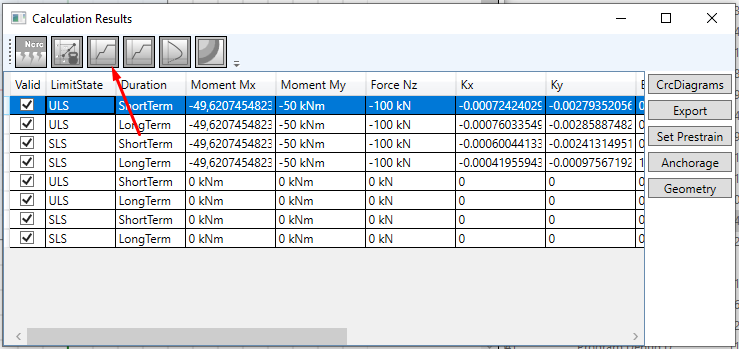 Calculation Results
Ncrc
Valid LimitState Duration Moment Mx Moment My Force Nz Kx Ky
ULS ShortTerm -49,6207454823 -50 kNm -100 kN -0.00072424029 -0.00279352056 0
ULS LongTerm -49,6207454823 -50 kNm -100 kN -0.00076033549 -0.00285887482 0
SLS ShortTerm -49,6207454823 -50 kNm -100 kN -0.00060044133 -0.00241314951 0
SLS LongTerm -49,6207454823 -50 kNm -100 kN -0.00041955943 -0.00097567192 1
ULS ShortTerm 0 kNm 0 kNm 0 kN 0 0 0
ULS LongTerm 0 kNm 0 kNm 0 kN 0 0 0
SLS ShortTerm 0 kNm 0 kNm 0 kN 0 0 0
SLS LongTerm 0 kNm 0 kNm 0 kN 0 0 0
CrcDiagrams
Export
Set Prestrain
Anchorage
Geometry